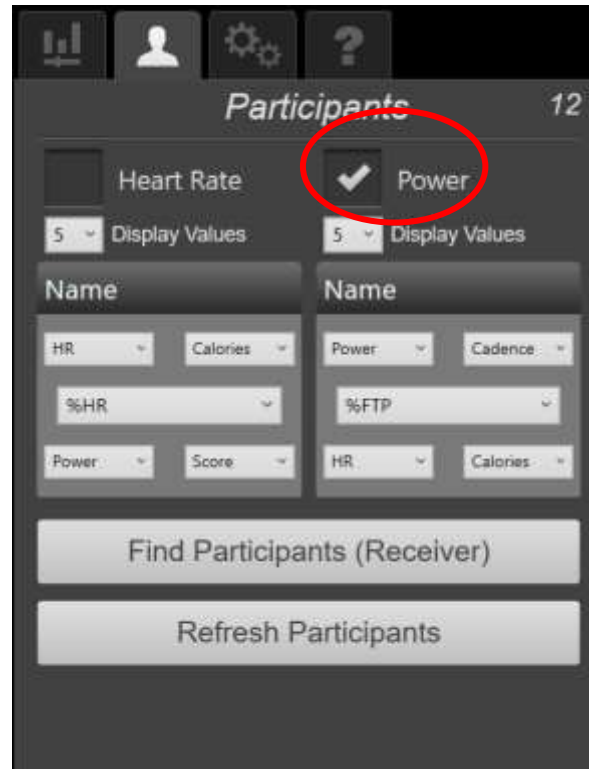 ?
Participants 12
Heart Rate Power
5 Display Values 5 Display Values
Name Name
HR Calories Power Cadence
%HR %FTP
Power Score HR Calories
Find Participants (Receiver)
Refresh Participants